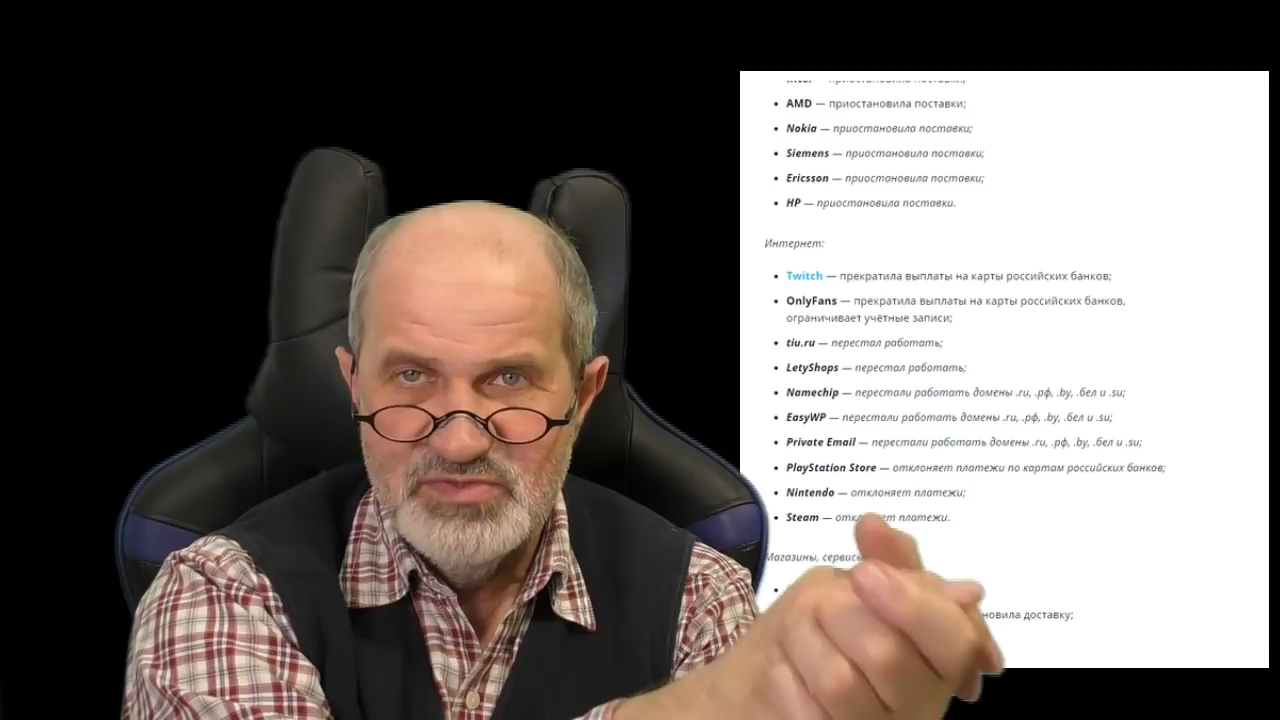 AMD — приостановила поставки;
Nokia — приостановила поставки;
Siemens — приостановила поставки;
Ericsson — приостановила поставки;
HP — приостановила поставки.
Интернет:
Twitch — прекратила выплаты на карты российских банков;
OnlyFans — прекратила выплаты на карты российских банков,
ограничивает учётные записи;
tiu.ru — перестал работать;
LetyShops — перестал работать;
Namechip — перестали работать домены .ru, .рф, .by, .бел и .su;
EasyWP — перестали работать домены .ru, .рф, .by, .бел и .su;
Private Email — перестали работать домены .ru, .рф, .by, .бел и .su;
PlayStation Store — отклоняет платежи по картам российских банков;
Nintendo — отклоняет платежи;
Steam — отклоняет платежи.
Магазины,
доставку;